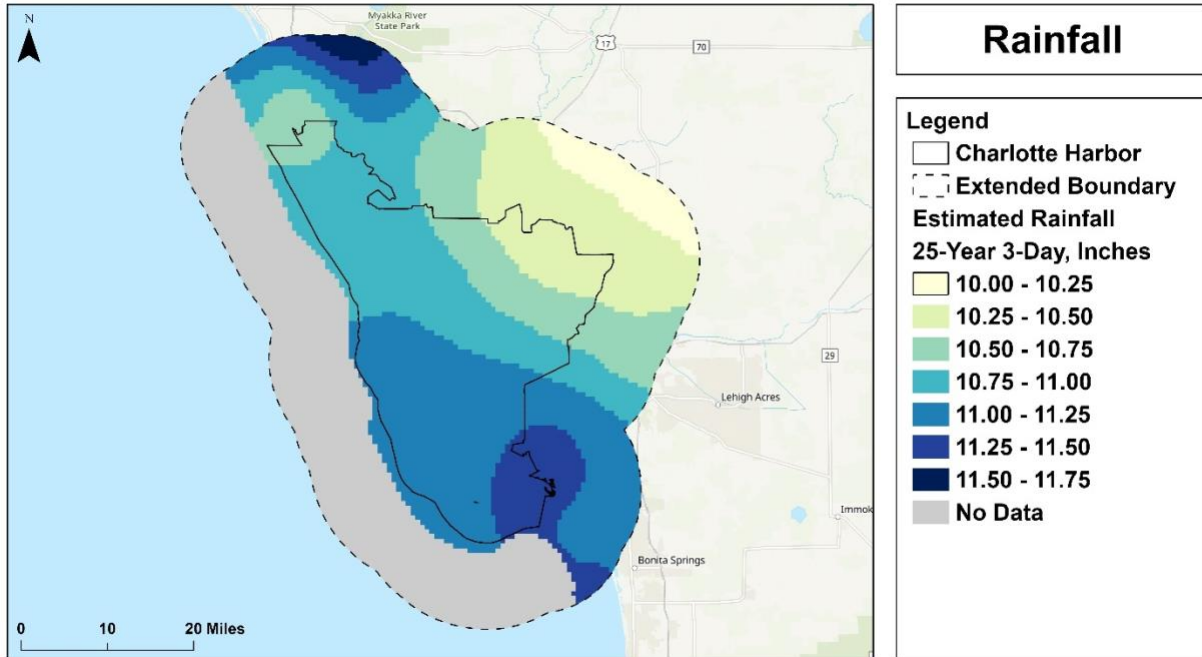 N
Myakka River
State Park
17
70
29
Lehigh Acres
Immok
Bonita Springs
0 10 20 Miles
Rainfall
Legend
Charlotte Harbor
Extended Boundary
Estimated Rainfall
25-Year 3-Day, Inches
10.00 - 10.25
10.25 - 10.50
10.50 - 10.75
10.75 - 11.00
11.00 - 11.25
11.25 - 11.50
11.50 - 11.75
No Data